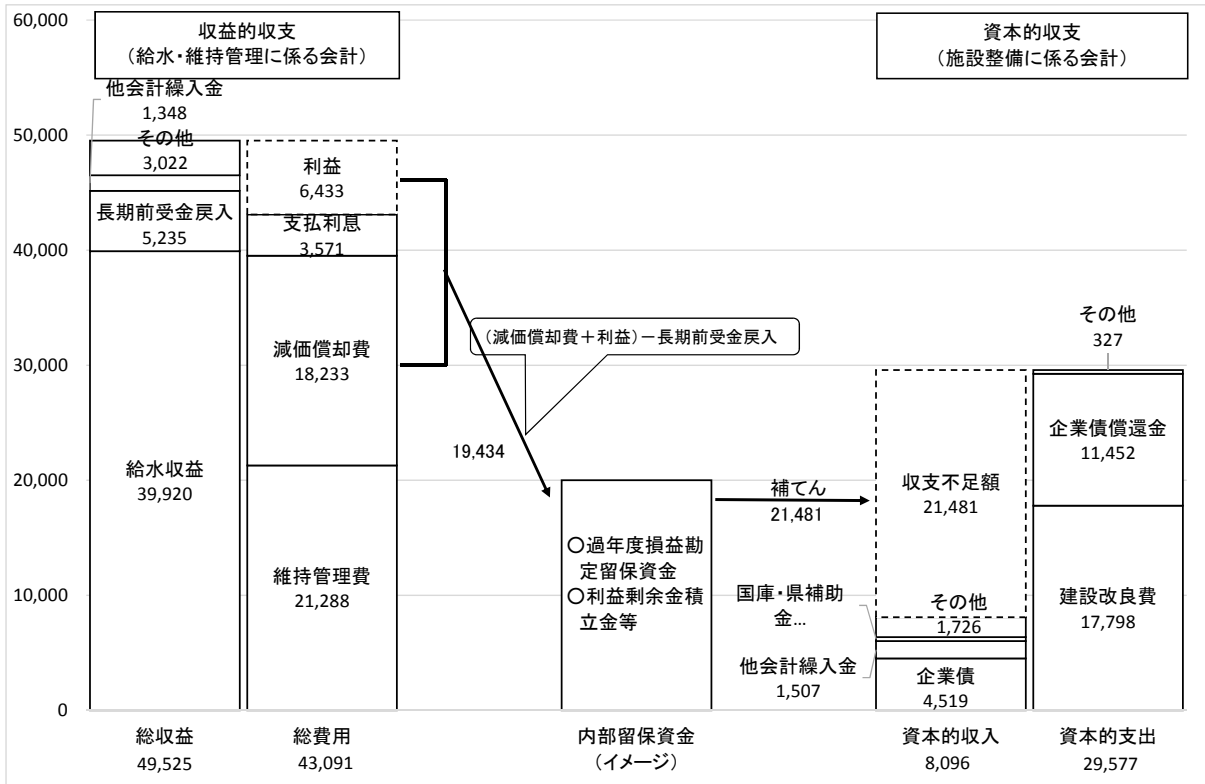 60,000
50,000
40,000
30,000
20,000
10,000
0
収益的収支
（給水・維持管理に係る会計）
資本的収支
（施設整備に係る会計）
他会計繰入金
1,348
その他
3,022
長期前受金戻入
5,235
給水収益
39,920
利益
6,433
支払利息
3,571
減価償却費
18,233
維持管理費
21,288
（減価償却費＋利益）－長期前受金戻入
19,434
〇過年度損益勘
定留保資金
〇利益剰余金積
立金等
補てん
21,481
収支不足額
21,481
国庫・県補助
金…
その他
1,726
他会計繰入金
1,507
企業債
4,519
その他
327
企業債償還金
11,452
建設改良費
17,798
総収益
49,525
総費用
43,091
内部留保資金
（イメージ）
資本的収入
8,096
資本的支出
29,577